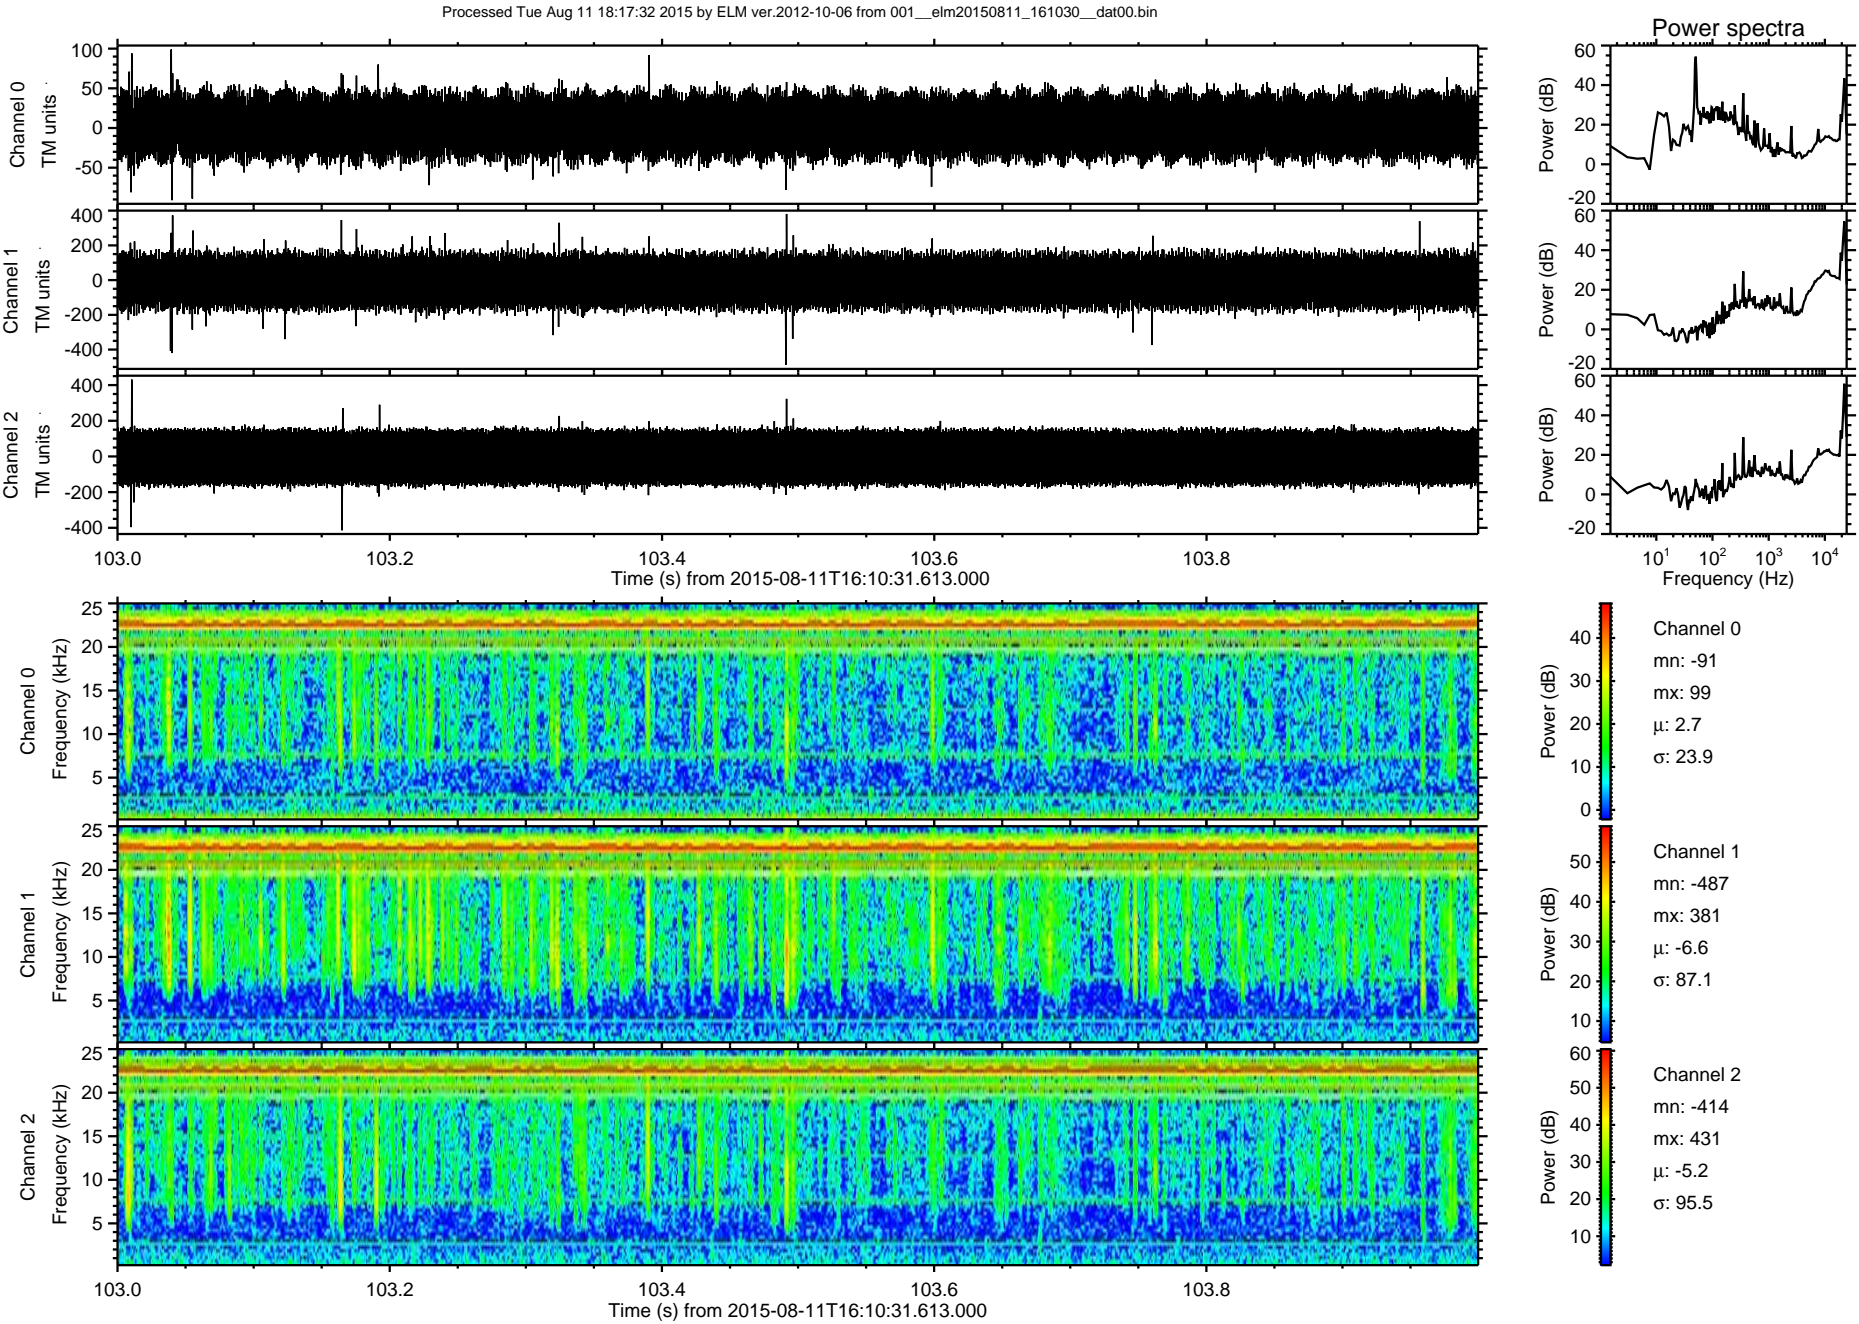 Processed Tue Aug 11 18:17:32 2015 by ELM ver.2012-10-06 from 001__elm20150811_161030__dat00.bin
Power spectra
Channel 0
TM units
100
50
0
-50
Power (dB)
60
40
20
0
-20
Channel 1
TM units
400
200
0
-200
-400
Power (dB)
60
40
20
0
-20
Channel 2
TM units
400
200
0
-200
-400
Power (dB)
60
40
20
0
-20
103.0 103.2 103.4 103.6 103.8
Time (s) from 2015-08-11T16:10:31.613.000
10^1 10^2 10^3 10^4
Frequency (Hz)
Channel 0
Frequency (kHz)
25
20
15
10
5
Power (dB)
40
30
20
10
0
Channel 0
mn: -91
mx: 99
μ: 2.7
σ: 23.9
Channel 1
Frequency (kHz)
25
20
15
10
5
Power (dB)
50
40
30
20
10
Channel 1
mn: -487
mx: 381
μ: -6.6
σ: 87.1
Channel 2
Frequency (kHz)
25
20
15
10
5
Power (dB)
60
50
40
30
20
10
Channel 2
mn: -414
mx: 431
μ: -5.2
σ: 95.5
103.0 103.2 103.4 103.6 103.8
Time (s) from 2015-08-11T16:10:31.613.000